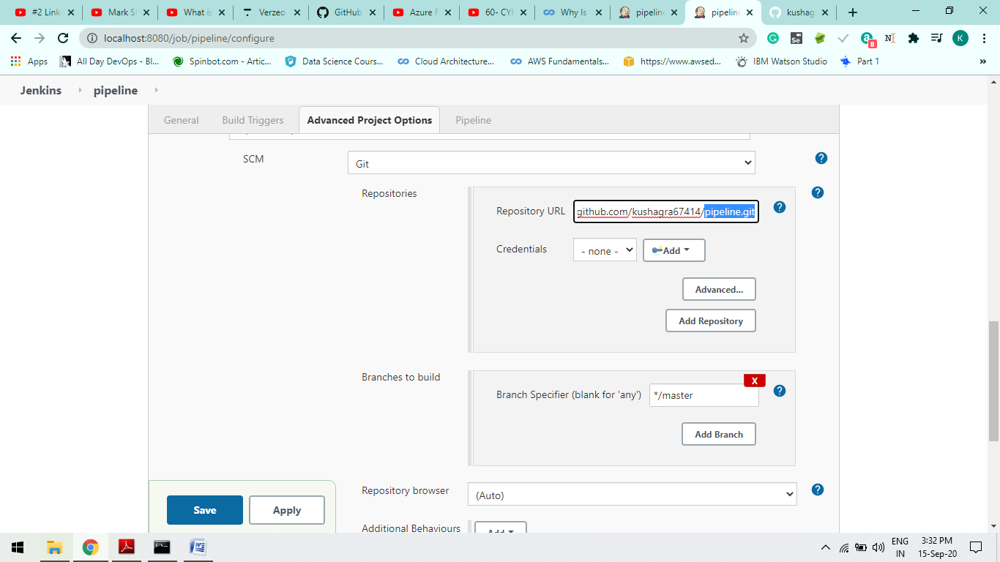 #2 Link
Mark S
What is
Verzeo
GitHub
Azure F
60- CYF
Why Is
pipeline
pipeline
kushag
localhost:8080/job/pipeline/configure
8
K
Apps
All Day DevOps - Bl...
Spinbot.com - Artic...
Data Science Cours...
Cloud Architecture...
AWS Fundamentals...
https://www.awsed...
IBM Watson Studio
Part 1
»
Jenkins
pipeline
General
Build Triggers
Advanced Project Options
Pipeline
SCM
Git
Repositories
Repository URL
github.com/kushagra67414/pipeline.git
Credentials
- none -
Add
Advanced...
Add Repository
Branches to build
X
Branch Specifier (blank for 'any')
*/master
Add Branch
Repository browser
(Auto)
Save
Apply
Additional Behaviours
Add
ENG
IN
3:32 PM
15-Sep-20